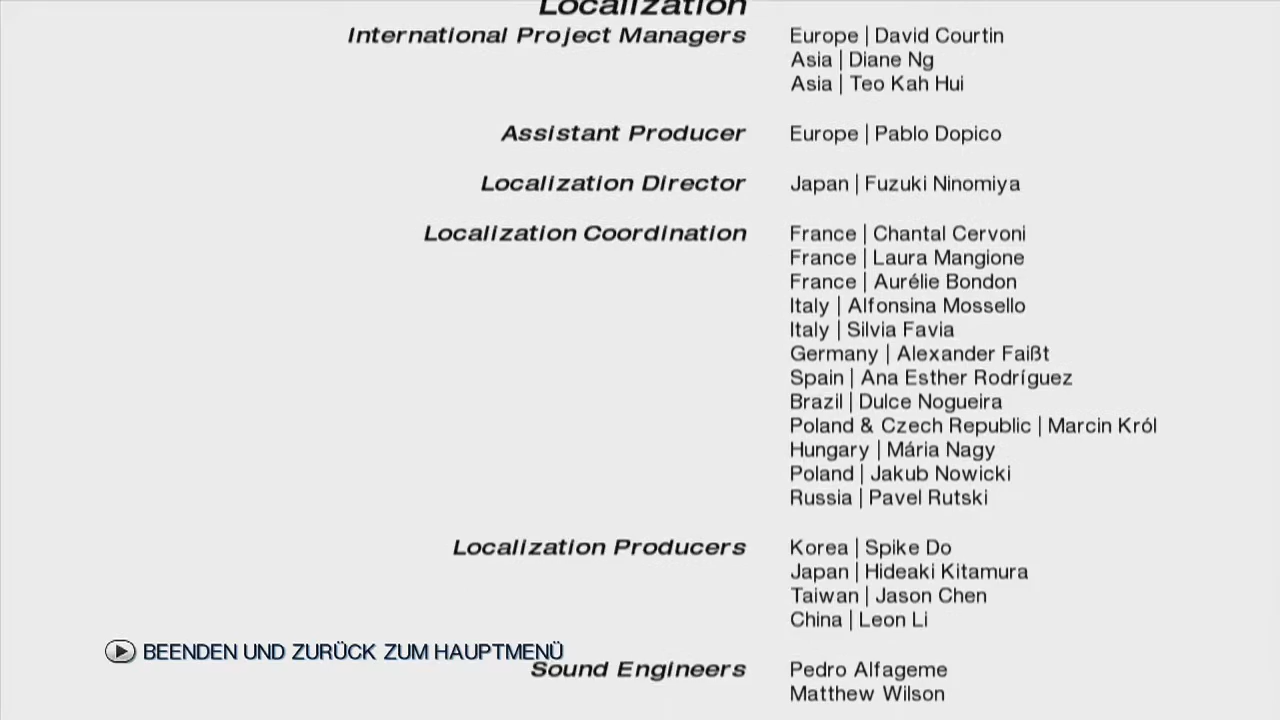 Localization
International Project Managers Europe | David Courtin
Asia | Diane Ng
Asia | Teo Kah Hui
Assistant Producer Europe | Pablo Dopico
Localization Director Japan | Fuzuki Ninomiya
Localization Coordination France | Chantal Cervoni
France | Laura Mangione
France | Aurélie Bondon
Italy | Alfonsina Mossello
Italy | Silvia Favia
Germany | Alexander Faißt
Spain | Ana Esther Rodríguez
Brazil | Dulce Nogueira
Poland & Czech Republic | Marcin Król
Hungary | Mária Nagy
Poland | Jakub Nowicki
Russia | Pavel Rutski
Localization Producers Korea | Spike Do
Japan | Hideaki Kitamura
Taiwan | Jason Chen
China | Leon Li
BEENDEN UND ZURÜCK ZUM HAUPTMENÜ
Sound Engineers Pedro Alfageme
Matthew Wilson